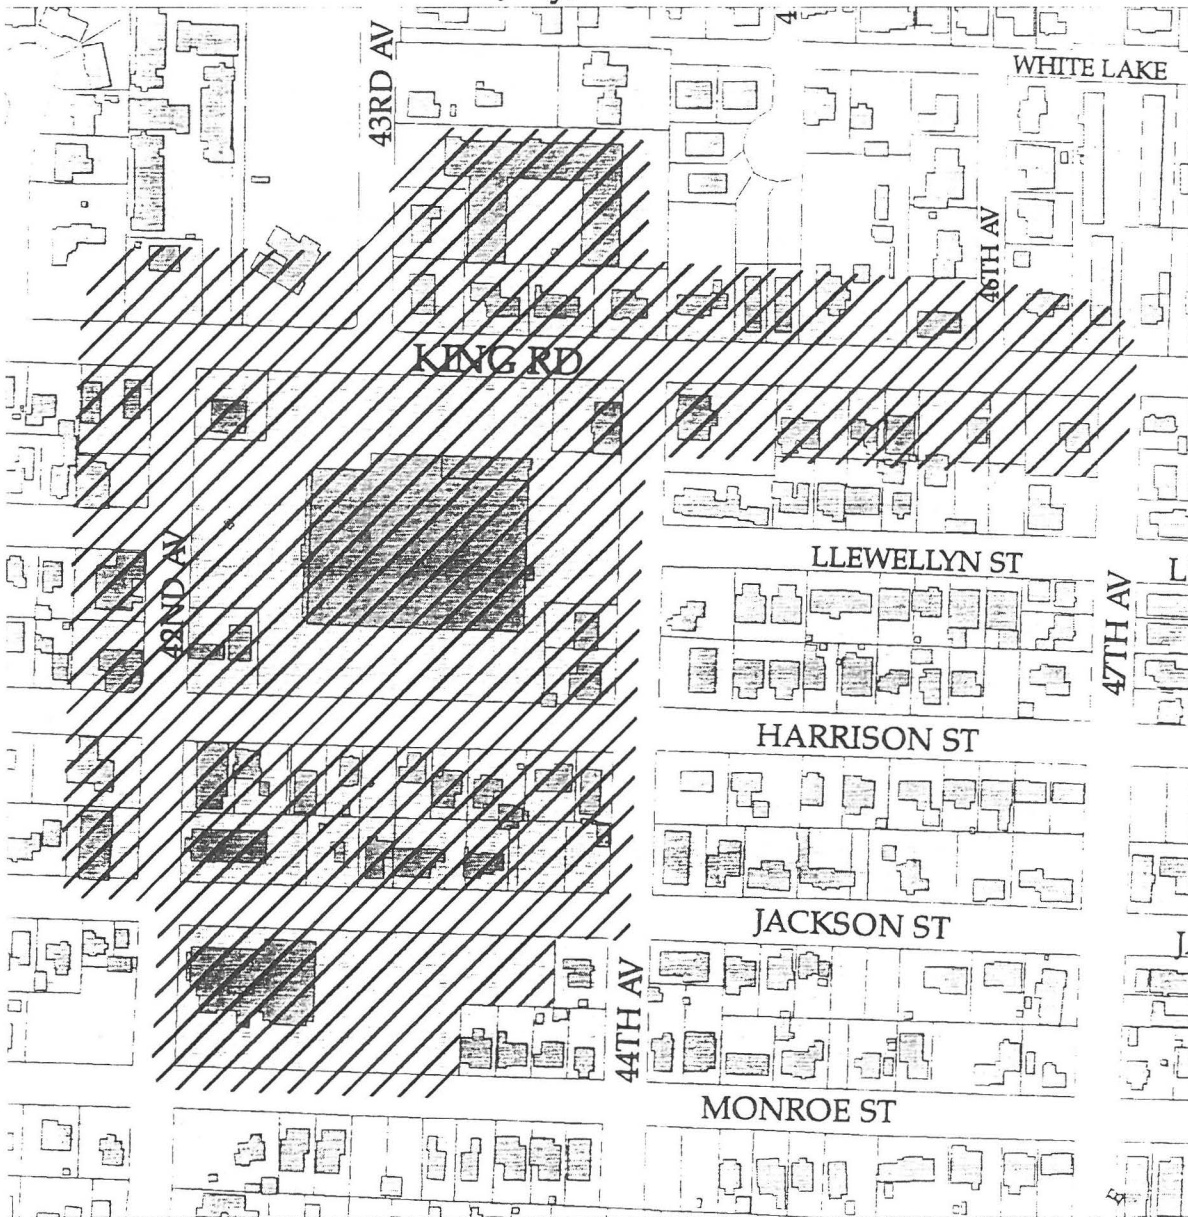 43RD AV
WHITE LAKE
46TH AV
KING RD
42ND AV
LLEWELLYN ST
47TH AV
HARRISON ST
JACKSON ST
44TH AV
MONROE ST